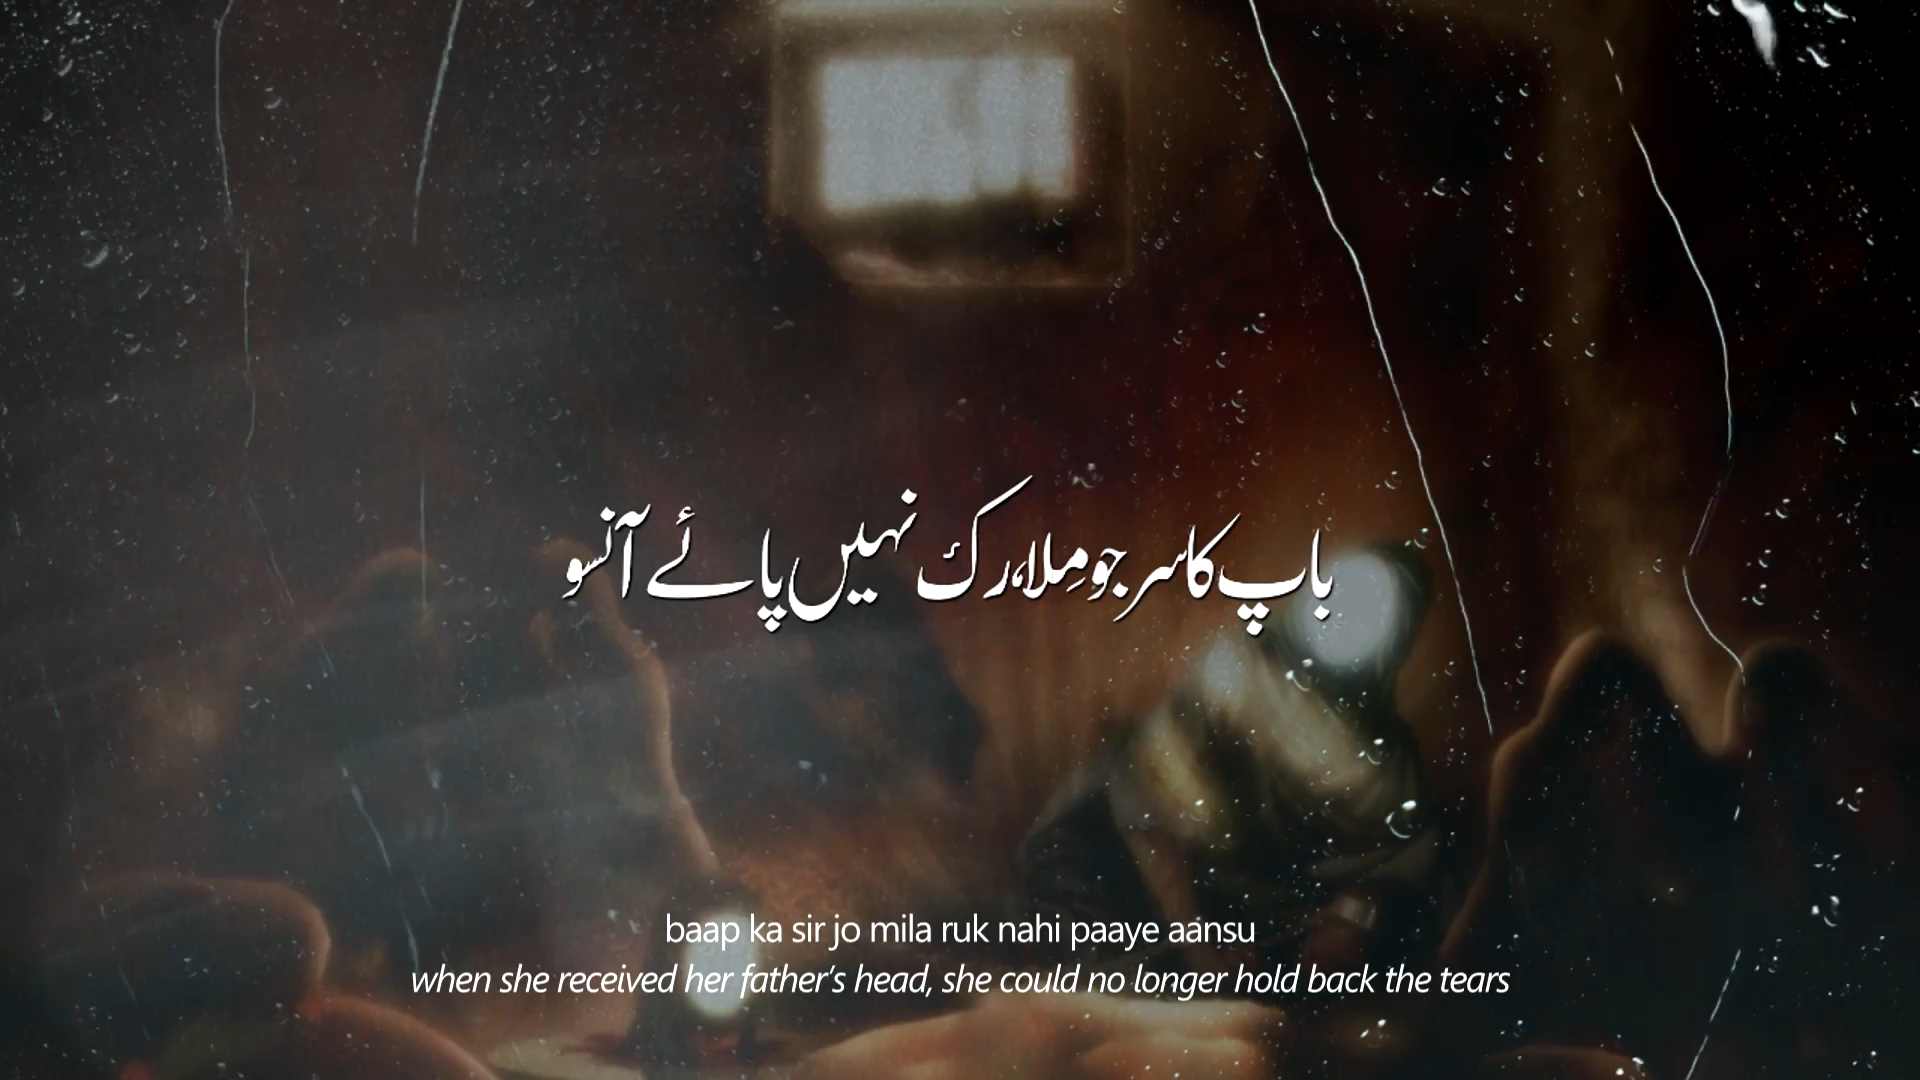 باپ کا سر جو مِلا، رک نہیں پائے آنسو
baap ka sir jo mila ruk nahi paaye aansu
when she received her father's head, she could no longer hold back the tears